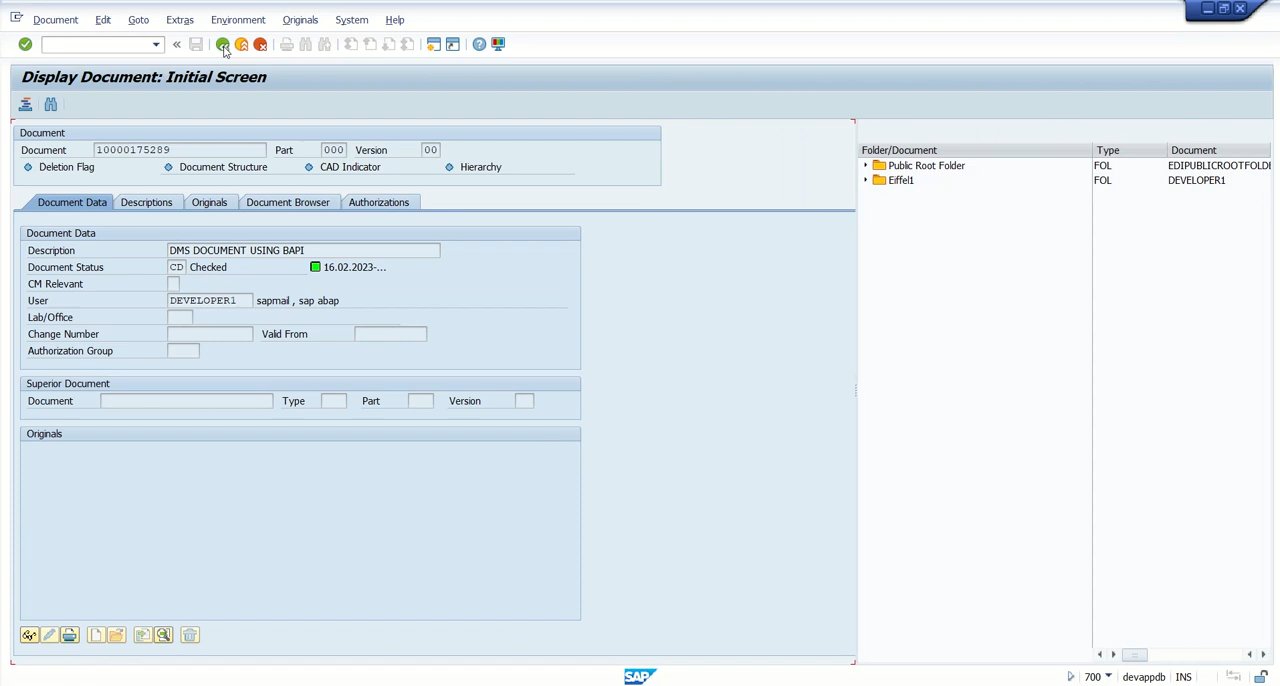 Document Edit Goto Extras Environment Originals System Help
Display Document: Initial Screen
Document
Document 10000175289 Part 000 Version 00
Deletion Flag Document Structure CAD Indicator Hierarchy
Document Data Descriptions Originals Document Browser Authorizations
Document Data
Description DMS DOCUMENT USING BAPI
Document Status CD Checked 16.02.2023-...
CM Relevant
User DEVELOPER1 sapmail , sap abap
Lab/Office
Change Number Valid From
Authorization Group
Superior Document
Document Type Part Version
Originals
Folder/Document Type Document
Public Root Folder FOL EDIPUBLICROOTFOLDE
Eiffel1 FOL DEVELOPER1
SAP
700 devappdb INS